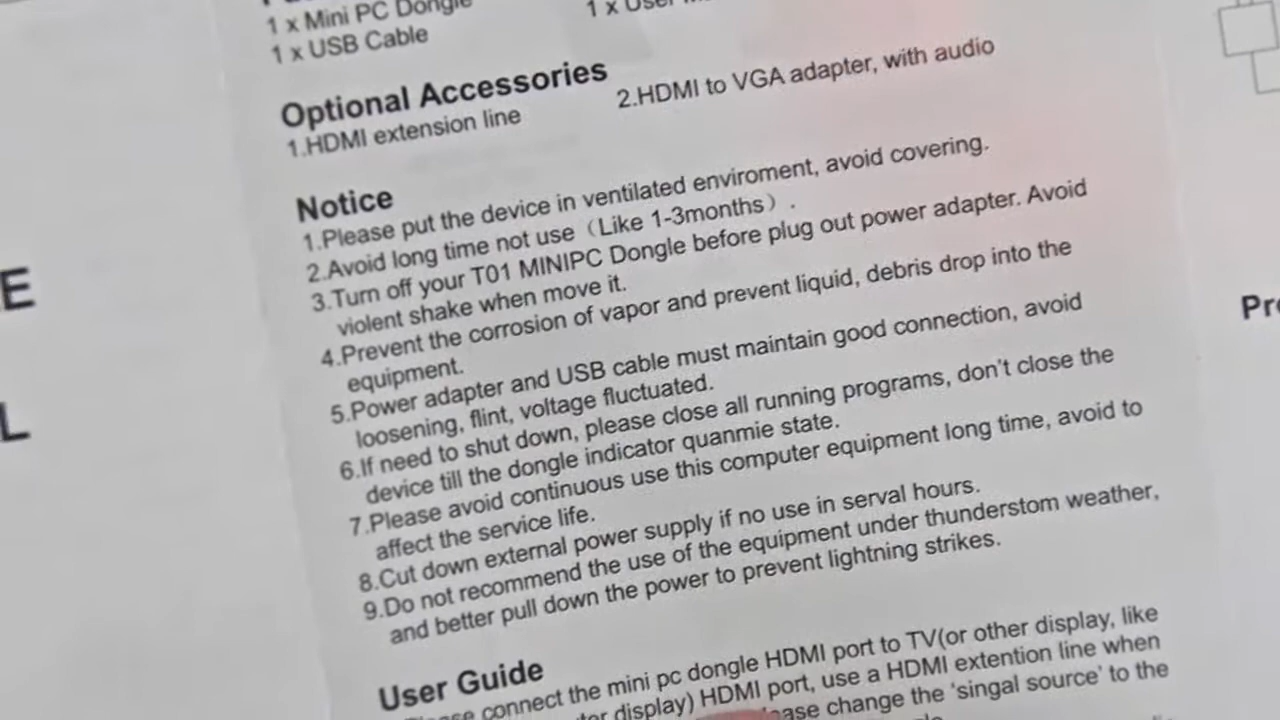 1 x Mini PC Dongle
1 x User
1 x USB Cable
Optional Accessories
1.HDMI extension line
2.HDMI to VGA adapter, with audio
Notice
1.Please put the device in ventilated enviroment, avoid covering.
2.Avoid long time not use（Like 1-3months）.
3.Turn off your T01 MINIPC Dongle before plug out power adapter. Avoid
violent shake when move it.
4.Prevent the corrosion of vapor and prevent liquid, debris drop into the
equipment.
5.Power adapter and USB cable must maintain good connection, avoid
loosening, flint, voltage fluctuated.
6.If need to shut down, please close all running programs, don't close the
device till the dongle indicator quanmie state.
7.Please avoid continuous use this computer equipment long time, avoid to
affect the service life.
8.Cut down external power supply if no use in serval hours.
9.Do not recommend the use of the equipment under thunderstom weather,
and better pull down the power to prevent lightning strikes.
User Guide
connect the mini pc dongle HDMI port to TV(or other display, like
display) HDMI port, use a HDMI extention line when
change the 'singal source' to the
E
L